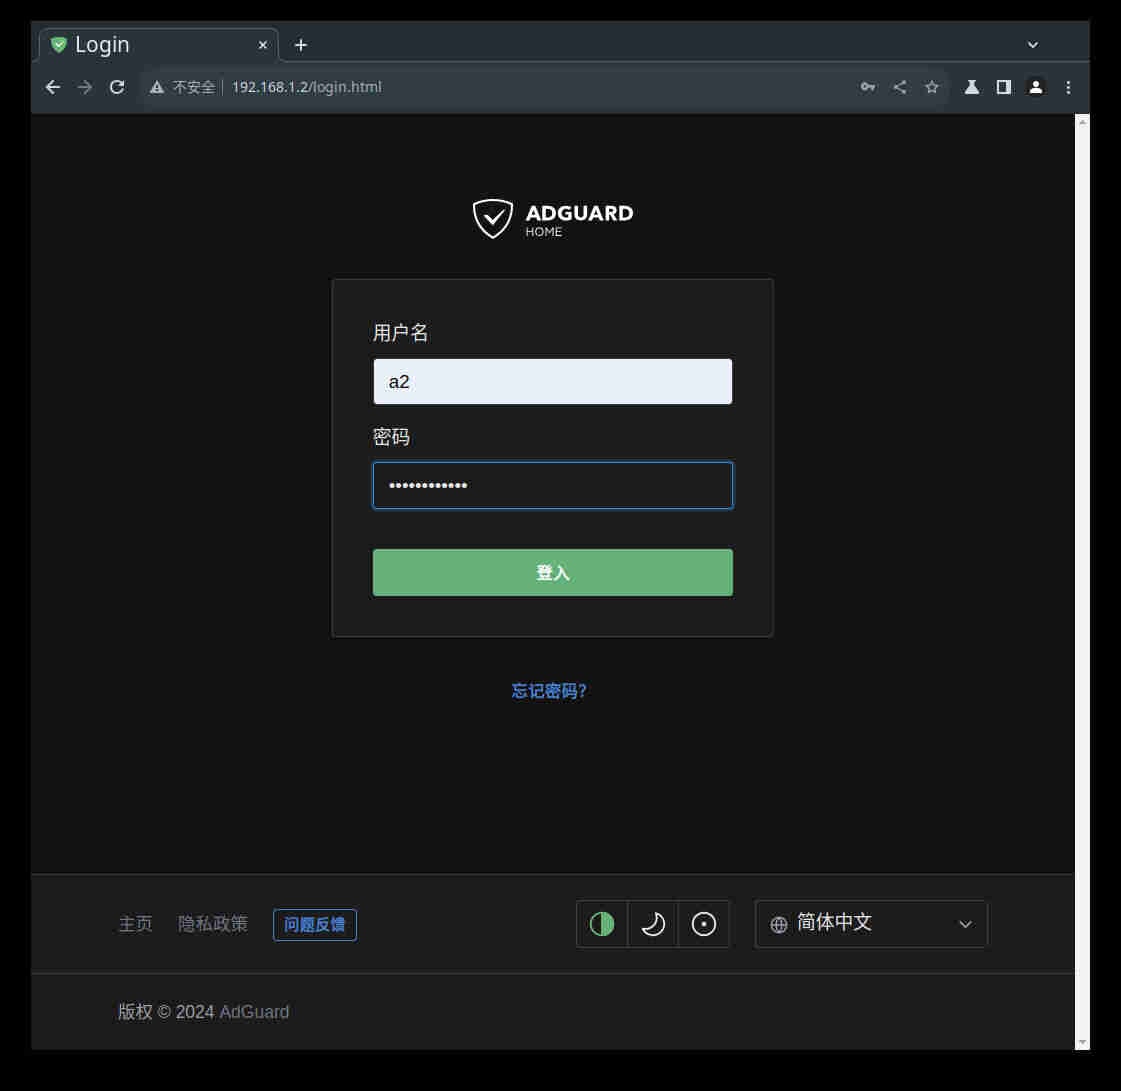 Login
不安全 192.168.1.2/login.html
ADGUARD
HOME
用户名
a2
密码
••••••••••••
登入
忘记密码?
主页 隐私政策 问题反馈 简体中文
版权 © 2024 AdGuard